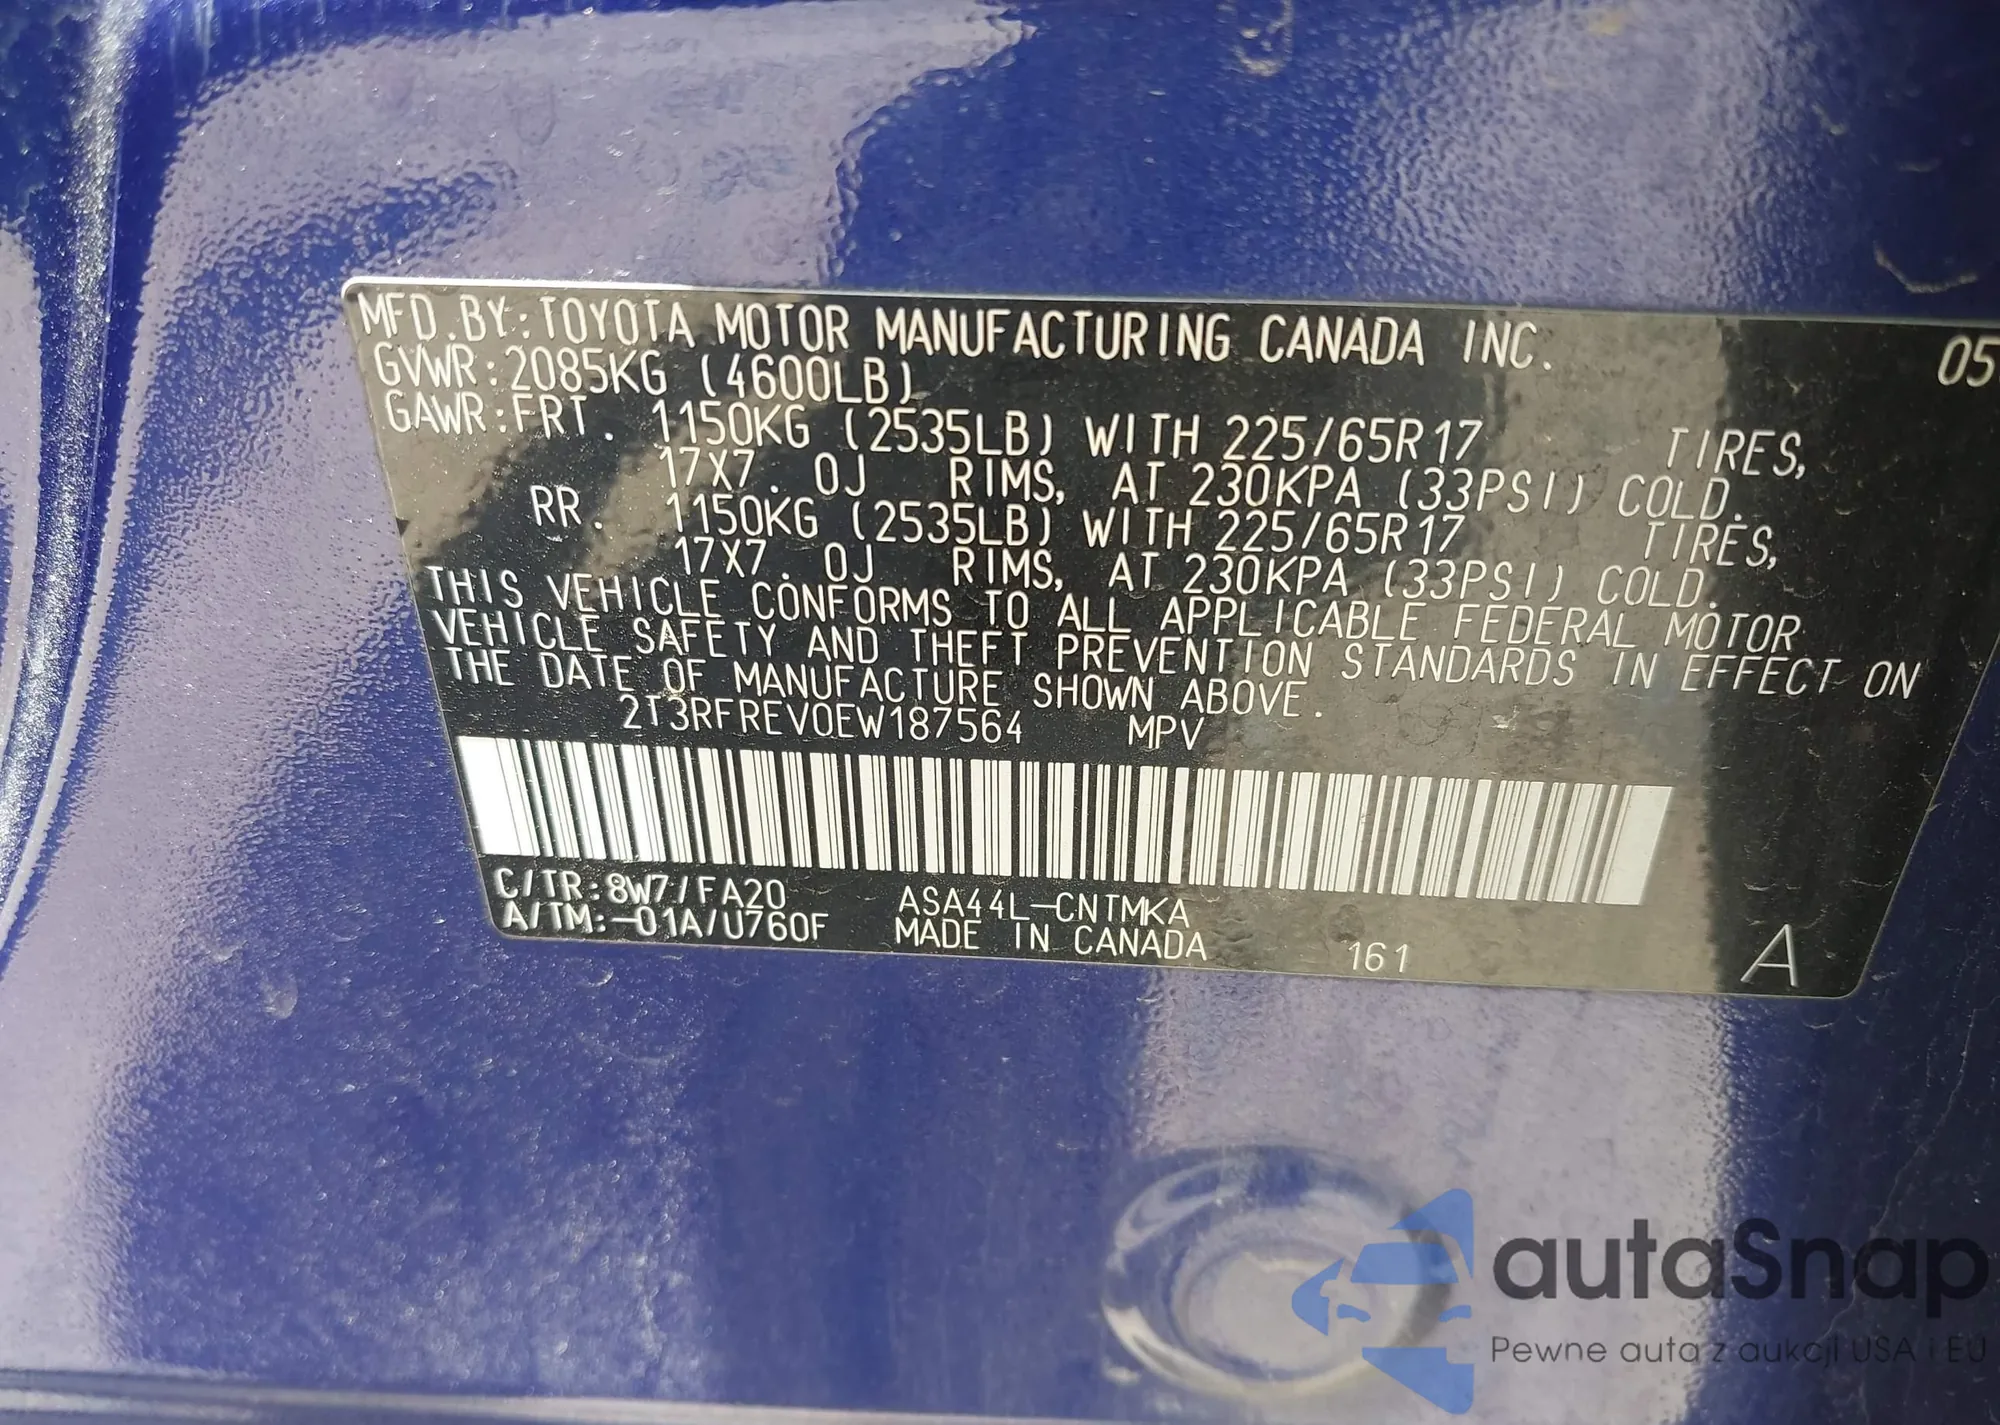 MFD.BY:TOYOTA MOTOR MANUFACTURING CANADA INC. 05
GVWR:2085KG (4600LB)
GAWR:FRT. 1150KG (2535LB) WITH 225/65R17 TIRES,
17X7.0J RIMS, AT 230KPA (33PSI) COLD.
RR. 1150KG (2535LB) WITH 225/65R17 TIRES,
17X7.0J RIMS, AT 230KPA (33PSI) COLD.
THIS VEHICLE CONFORMS TO ALL APPLICABLE FEDERAL MOTOR
VEHICLE SAFETY AND THEFT PREVENTION STANDARDS IN EFFECT ON
THE DATE OF MANUFACTURE SHOWN ABOVE.
2T3RFREV0EW187564 MPV
C/TR:8W7/FA20 ASA44L-CNTMKA
A/TM:-01A/U760F MADE IN CANADA 161 A
autaSnap
Pewne auta z aukcji USA i EU